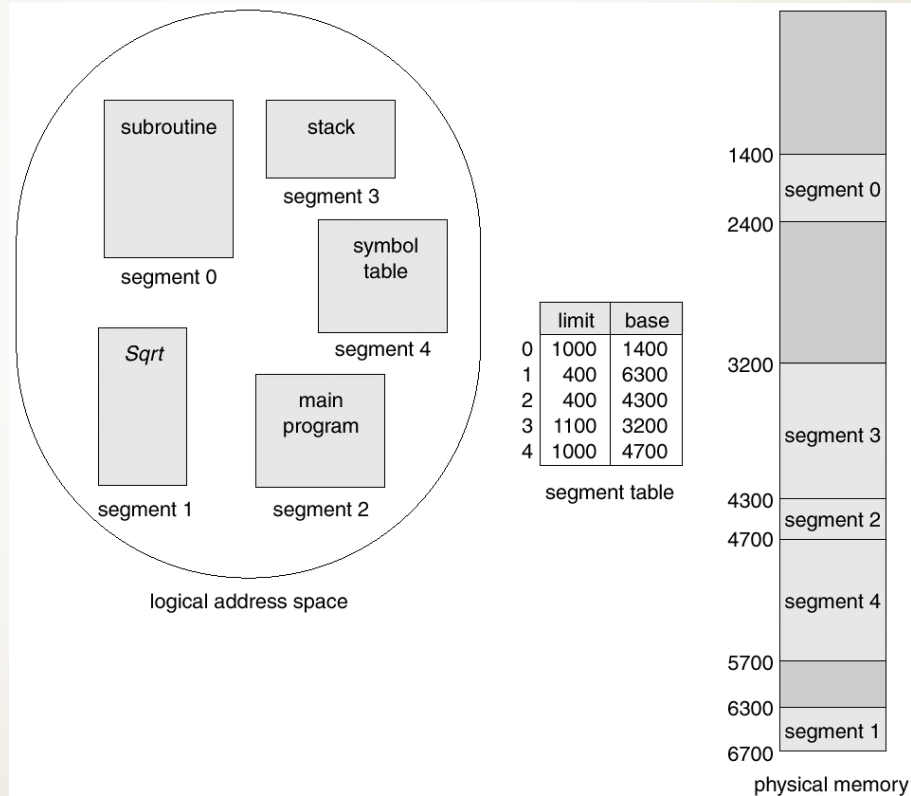 subroutine
segment 0
stack
segment 3
symbol
table
segment 4
Sqrt
segment 1
main
program
segment 2
logical address space
limit base
0 1000 1400
1 400 6300
2 400 4300
3 1100 3200
4 1000 4700
segment table
1400
segment 0
2400
3200
segment 3
4300
segment 2
4700
segment 4
5700
6300
segment 1
6700
physical memory